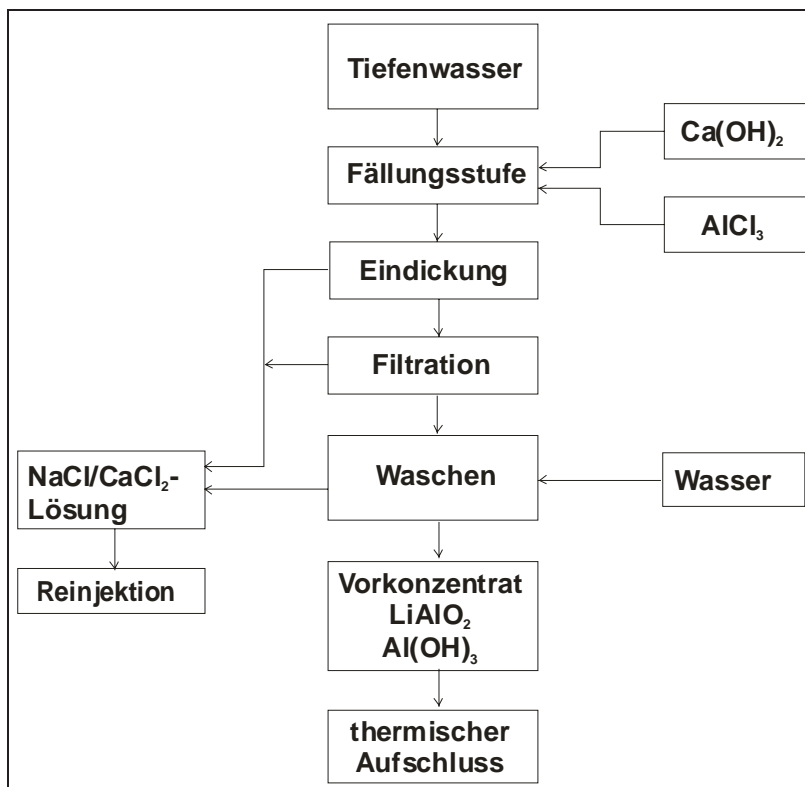 Tiefenwasser
Ca(OH)₂
Fällungsstufe
AlCl₃
Eindickung
Filtration
NaCl/CaCl₂-
Lösung
Waschen
Wasser
Reinjektion
Vorkonzentrat
LiAlO₂
Al(OH)₃
thermischer
Aufschluss